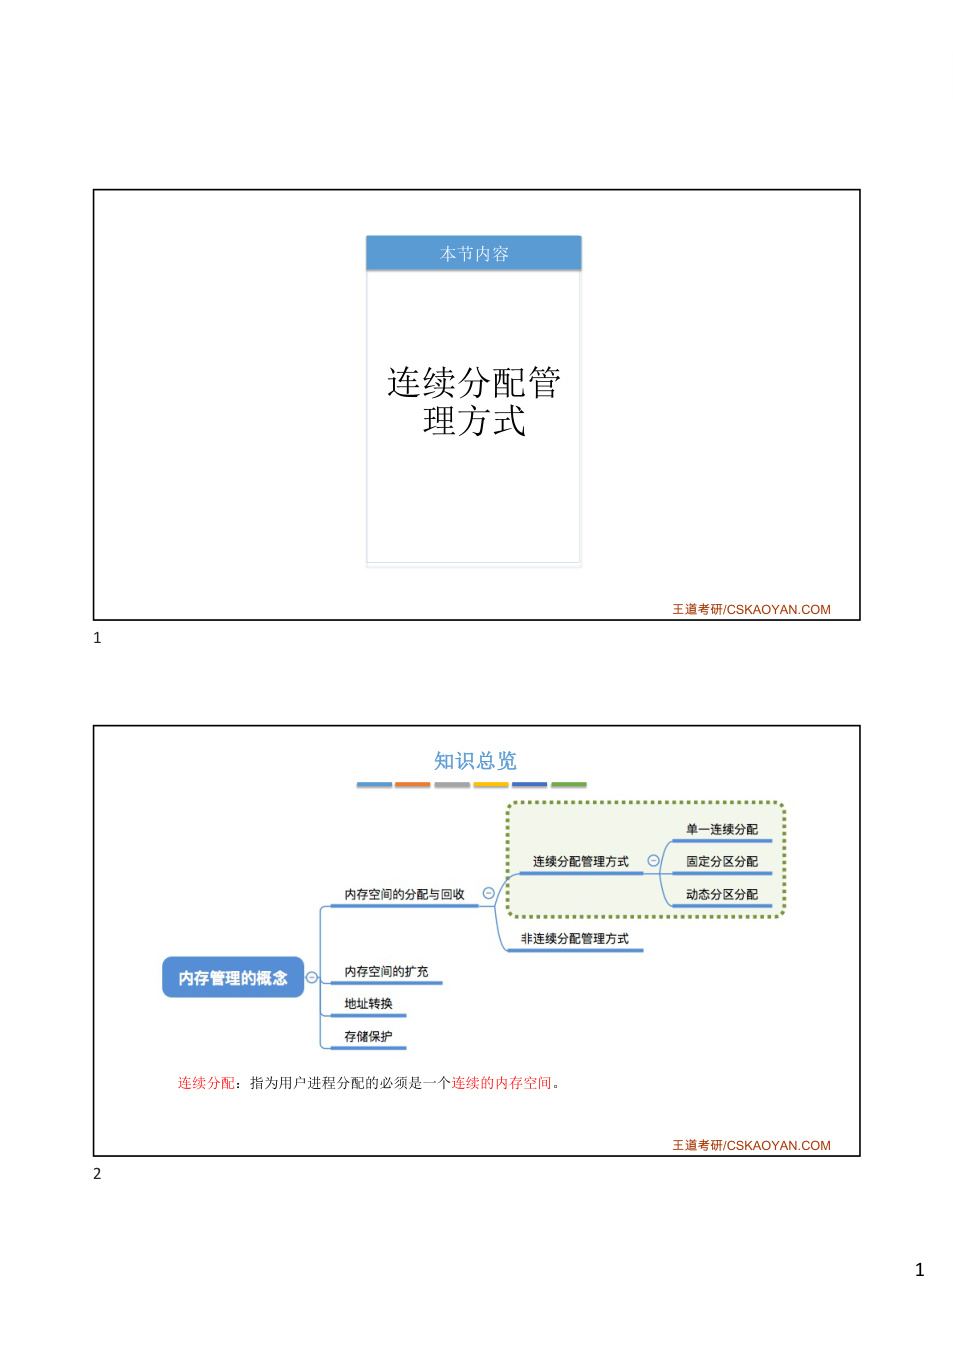 本节内容
连续分配管
理方式
王道考研/CSKAOYAN.COM
1
知识总览
单一连续分配
连续分配管理方式
固定分区分配
动态分区分配
内存空间的分配与回收
非连续分配管理方式
内存管理的概念
内存空间的扩充
地址转换
存储保护
连续分配：指为用户进程分配的必须是一个连续的内存空间。
王道考研/CSKAOYAN.COM
2
1